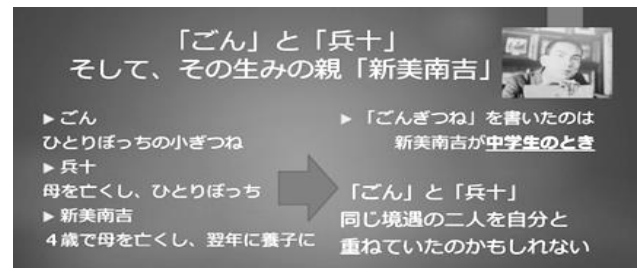 「ごん」と「兵十」
そして、その生みの親「新美南吉」
▶ごん
ひとりぼっちの小ぎつね
▶兵十
母を亡くし、ひとりぼっち
▶新美南吉
4歳で母を亡くし、翌年に養子に
▶「ごんぎつね」を書いたのは
新美南吉が中学生のとき
「ごん」と「兵十」
同じ境遇の二人を自分と
重ねていたのかもしれない